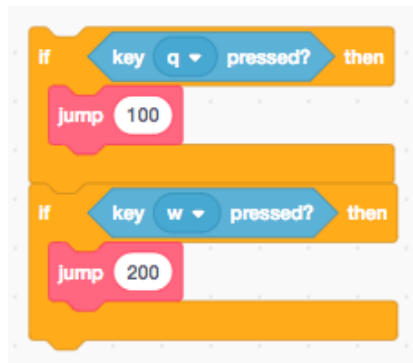 if key q pressed? then
jump 100
if key w pressed? then
jump 200